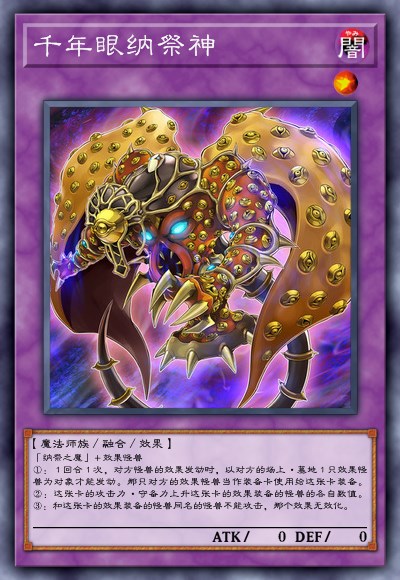 千年眼纳祭神
やみ
闇
【魔法师族／融合／效果】
「纳祭之魔」+效果怪兽
①：1回合1次，对方怪兽的效果发动时，以对方的场上·墓地1只效果怪
兽为对象才能发动。那只对方的效果怪兽当作装备卡使用给这张卡装备。
②：这张卡的攻击力·守备力上升这张卡的效果装备的怪兽的各自数值。
③：和这张卡的效果装备的怪兽同名的怪兽不能攻击，那个效果无效化。
ATK/ 0 DEF/ 0